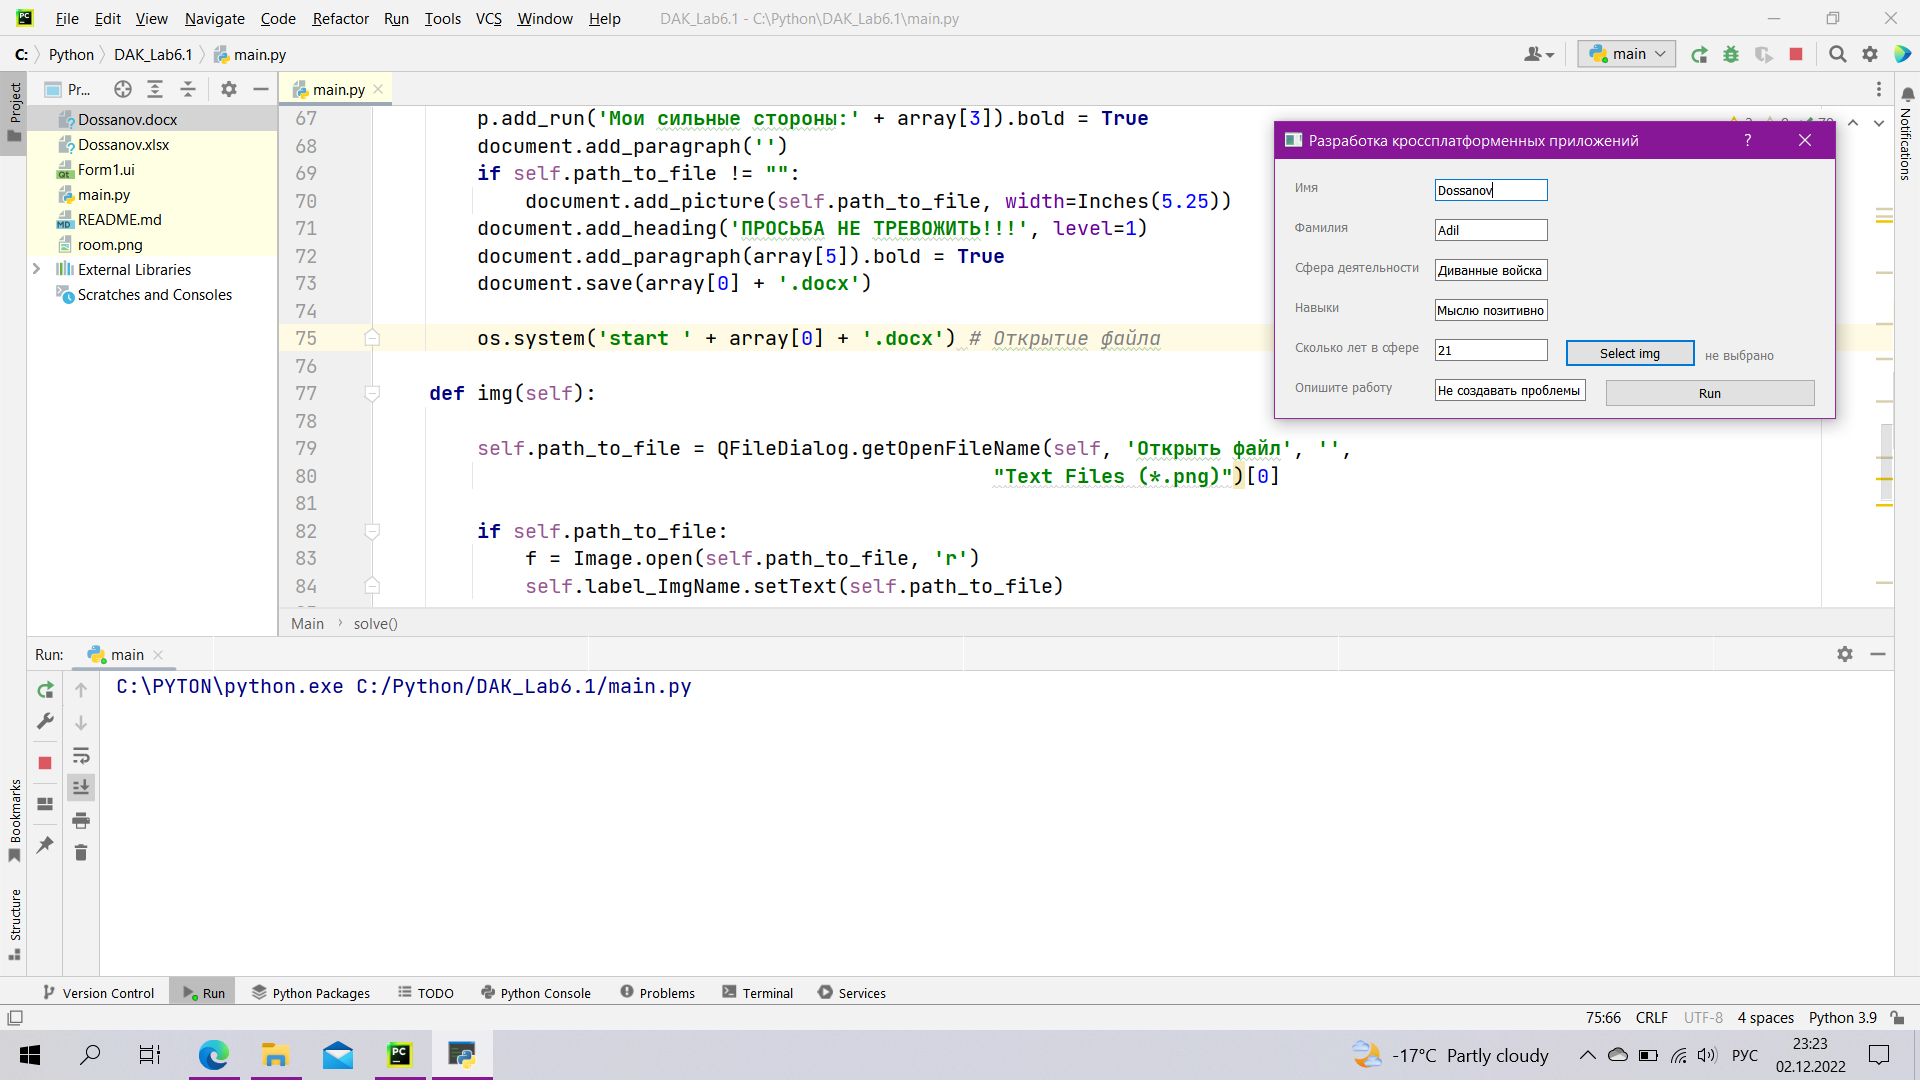 File Edit View Navigate Code Refactor Run Tools VCS Window Help DAK_Lab6.1 - C:\Python\DAK_Lab6.1\main.py
C: Python DAK_Lab6.1 main.py
main
Project
Pr...
main.py
Dossanov.docx
Dossanov.xlsx
Form1.ui
main.py
README.md
room.png
External Libraries
Scratches and Consoles
67 p.add_run('Мои сильные стороны:' + array[3]).bold = True
68 document.add_paragraph('')
69 if self.path_to_file != "":
70 document.add_picture(self.path_to_file, width=Inches(5.25))
71 document.add_heading('ПРОСЬБА НЕ ТРЕВОЖИТЬ!!!', level=1)
72 document.add_paragraph(array[5]).bold = True
73 document.save(array[0] + '.docx')
74
75 os.system('start ' + array[0] + '.docx') # Открытие файла
76
77 def img(self):
78
79 self.path_to_file = QFileDialog.getOpenFileName(self, 'Открыть файл', '',
80 "Text Files (*.png)")[0]
81
82 if self.path_to_file:
83 f = Image.open(self.path_to_file, 'r')
84 self.label_ImgName.setText(self.path_to_file)
Main solve()
Notifications
Разработка кроссплатформенных приложений ?
Имя Dossanov
Фамилия Adil
Сфера деятельности Диванные войска
Навыки Мыслю позитивно
Сколько лет в сфере 21 Select img не выбрано
Опишите работу Не создавать проблемы Run
Run: main
C:\PYTON\python.exe C:/Python/DAK_Lab6.1/main.py
Bookmarks
Structure
Version Control Run Python Packages TODO Python Console Problems Terminal Services
75:66 CRLF UTF-8 4 spaces Python 3.9
-17°C Partly cloudy РУС 23:23
02.12.2022